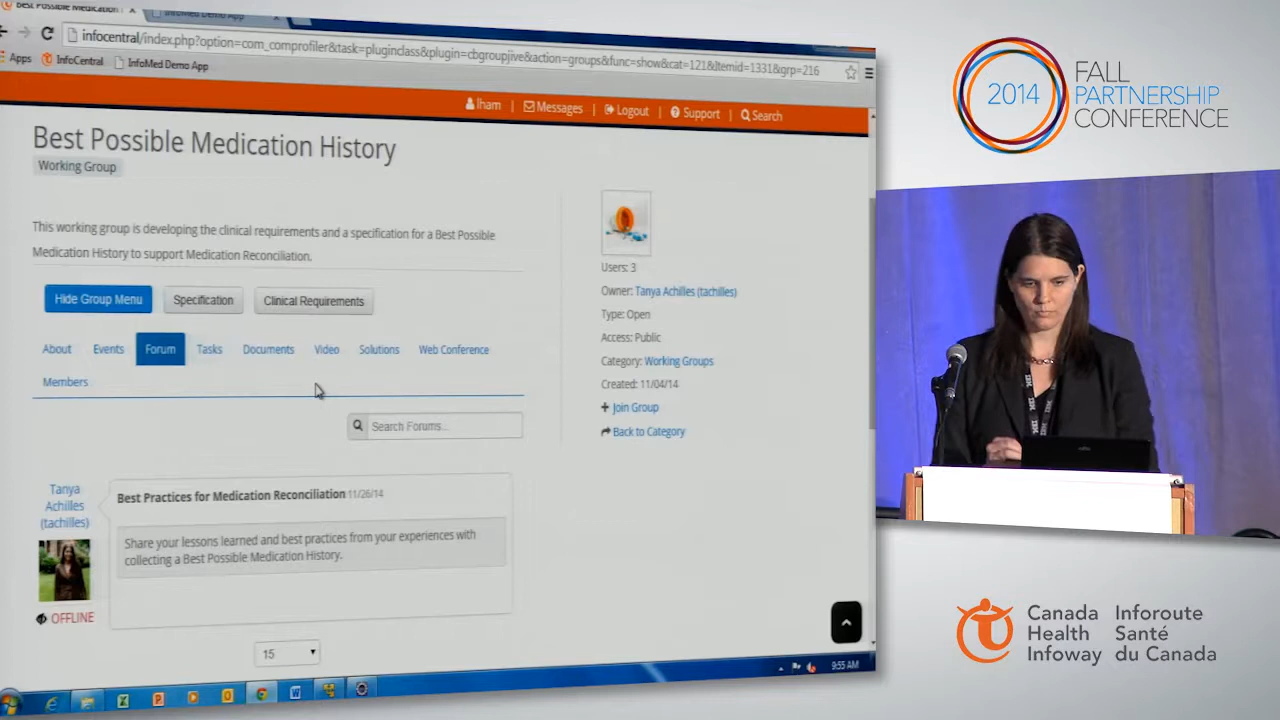 Best Possible Medication
InfoMed Demo App
infocentral/index.php?option=com_comprofiler&task=pluginclass&plugin=cbgroupjive&action=groups&func=show&cat=121&Itemid=1331&grp=216
Apps
InfoCentral
InfoMed Demo App
lham | Messages | Logout | Support | Search
Best Possible Medication History
Working Group
This working group is developing the clinical requirements and a specification for a Best Possible
Medication History to support Medication Reconciliation.
Hide Group Menu
Specification
Clinical Requirements
About
Events
Forum
Tasks
Documents
Video
Solutions
Web Conference
Members
Search Forums...
Users: 3
Owner: Tanya Achilles (tachilles)
Type: Open
Access: Public
Category: Working Groups
Created: 11/04/14
Join Group
Back to Category
Tanya
Achilles
(tachilles)
OFFLINE
Best Practices for Medication Reconciliation 11/26/14
Share your lessons learned and best practices from your experiences with
collecting a Best Possible Medication History.
15
9:55 AM
2014
FALL
PARTNERSHIP
CONFERENCE
Canada
Health
Infoway
Inforoute
Santé
du Canada